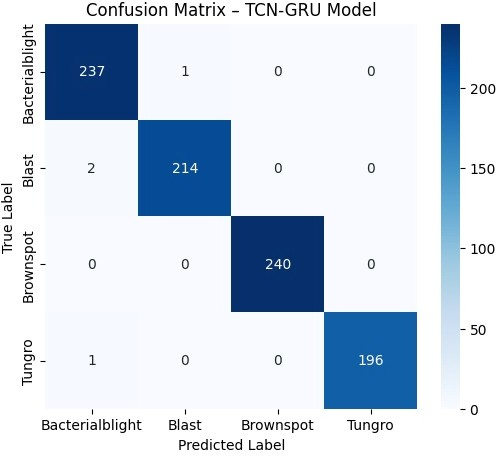 Confusion Matrix – TCN-GRU Model
True Label
Bacterialblight
237 1 0 0
Blast
2 214 0 0
Brownspot
0 0 240 0
Tungro
1 0 0 196
Bacterialblight Blast Brownspot Tungro
Predicted Label
200
150
100
50
0